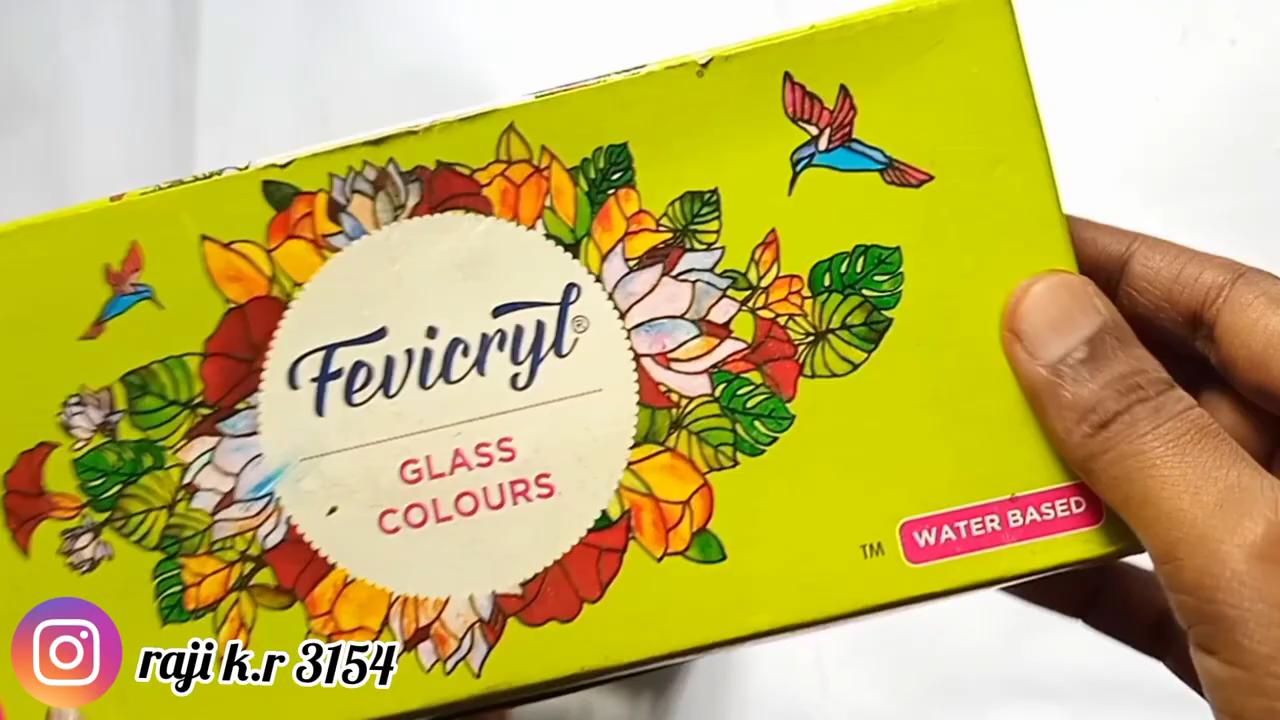 Fevicryl®
GLASS
COLOURS
TM WATER BASED
raji k.r 3154